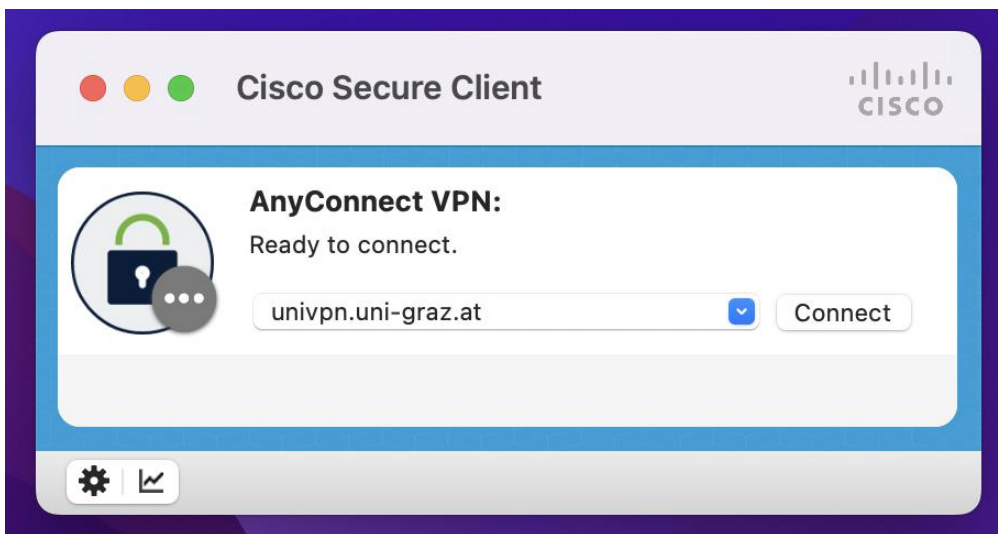 Cisco Secure Client
CISCO
AnyConnect VPN:
Ready to connect.
univpn.uni-graz.at
Connect